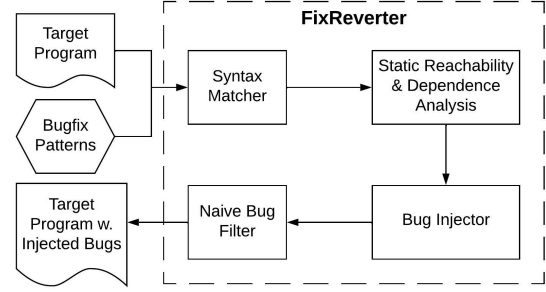 FixReverter
Target
Program
Bugfix
Patterns
Syntax
Matcher
Static Reachability
& Dependence
Analysis
Bug Injector
Naive Bug
Filter
Target
Program w.
Injected Bugs